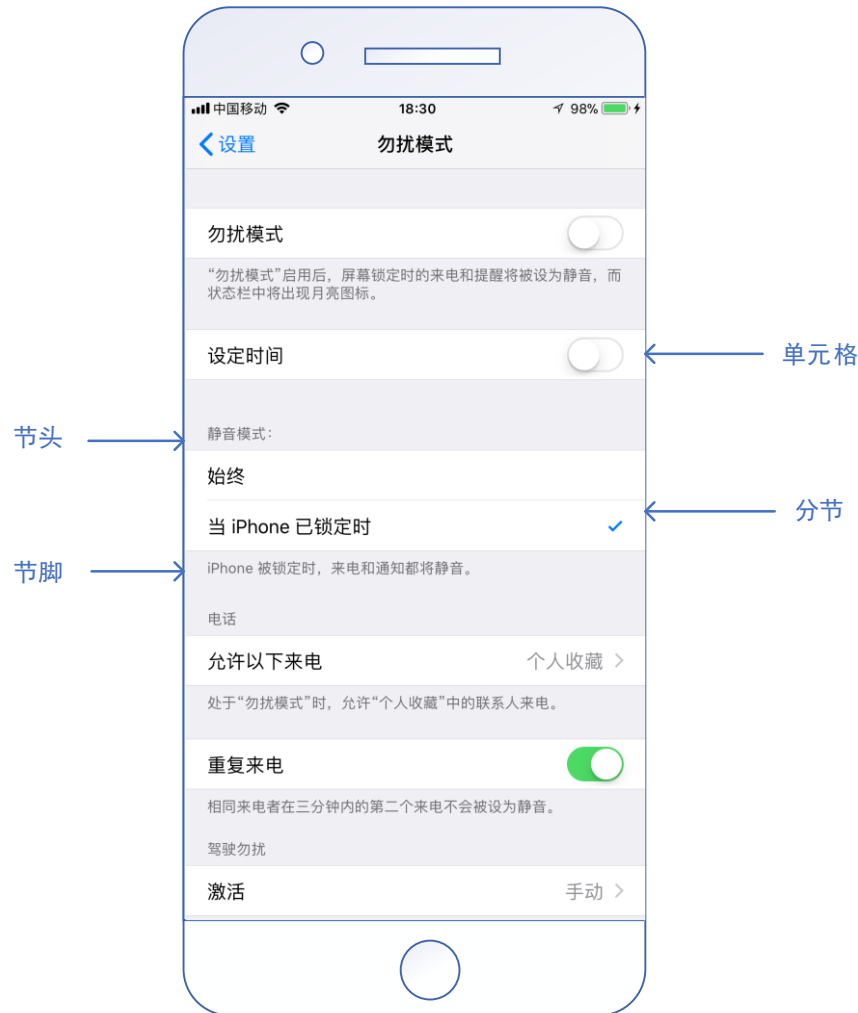 中国移动
18:30
98%
设置
勿扰模式
勿扰模式
“勿扰模式”启用后，屏幕锁定时的来电和提醒将被设为静音，而
状态栏中将出现月亮图标。
设定时间
单元格
节头
静音模式：
始终
当 iPhone 已锁定时
分节
节脚
iPhone 被锁定时，来电和通知都将静音。
电话
允许以下来电
个人收藏
处于“勿扰模式”时，允许“个人收藏”中的联系人来电。
重复来电
相同来电者在三分钟内的第二个来电不会被设为静音。
驾驶勿扰
激活
手动